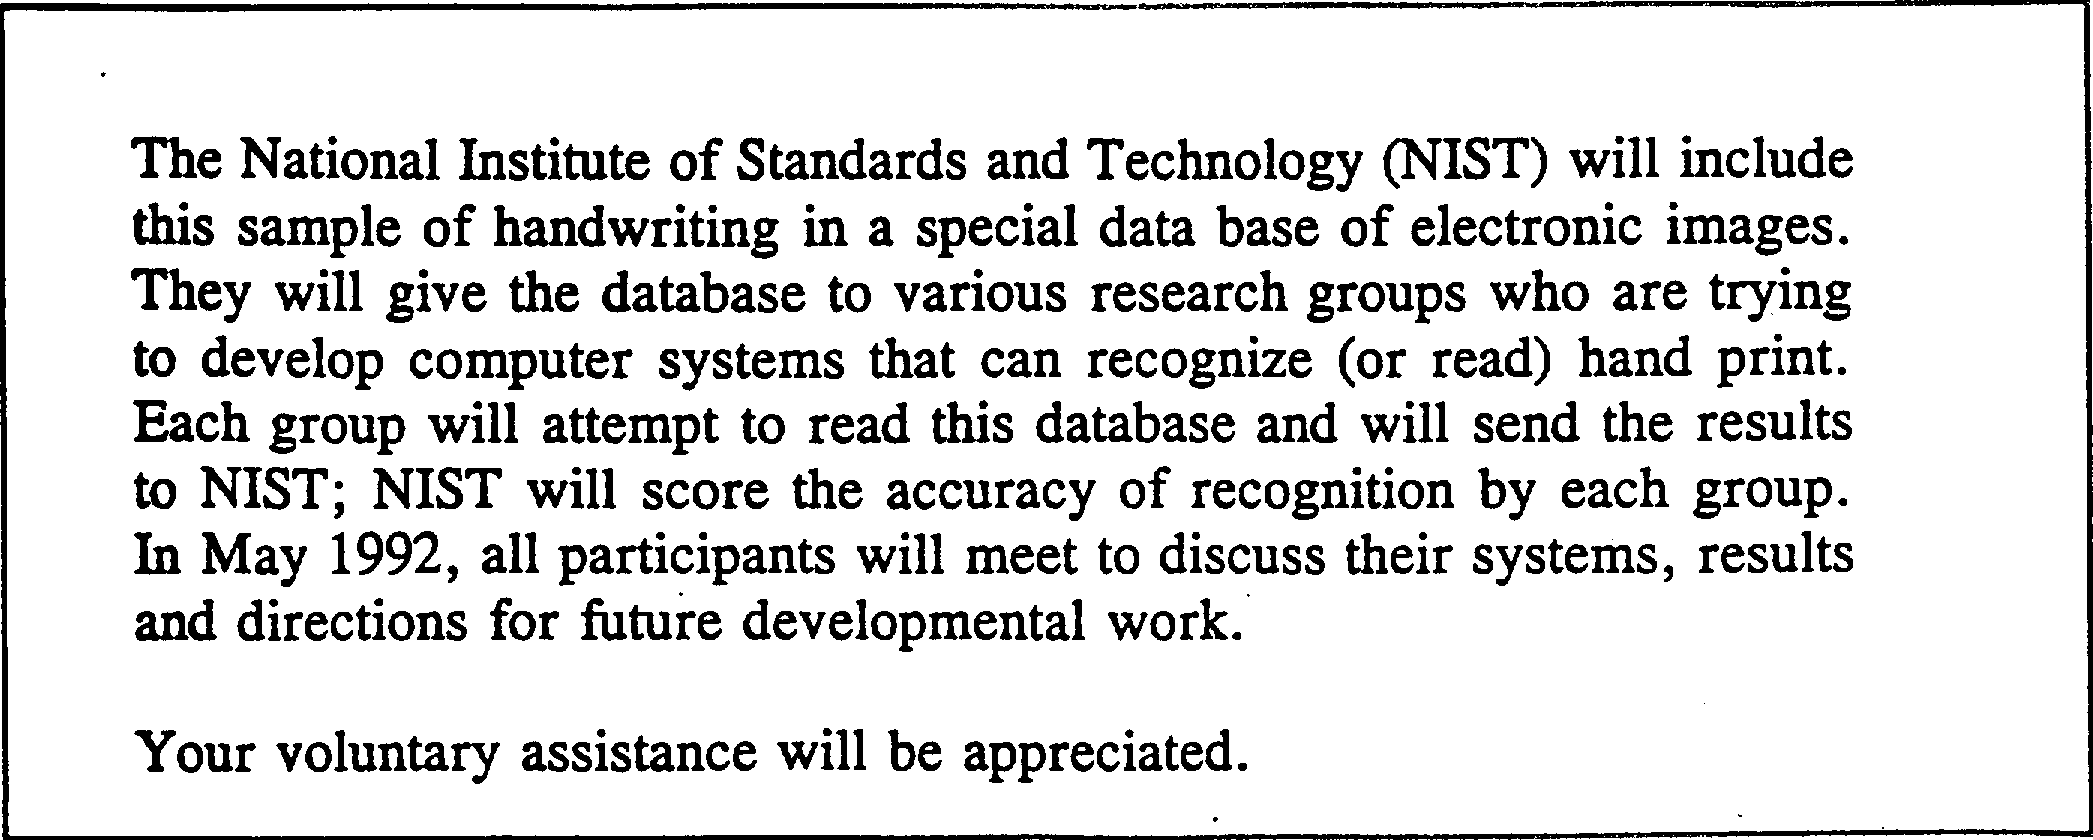 The National Institute of Standards and Technology (NIST) will include
this sample of handwriting in a special data base of electronic images.
They will give the database to various research groups who are trying
to develop computer systems that can recognize (or read) hand print.
Each group will attempt to read this database and will send the results
to NIST; NIST will score the accuracy of recognition by each group.
In May 1992, all participants will meet to discuss their systems, results
and directions for future developmental work.
Your voluntary assistance will be appreciated.